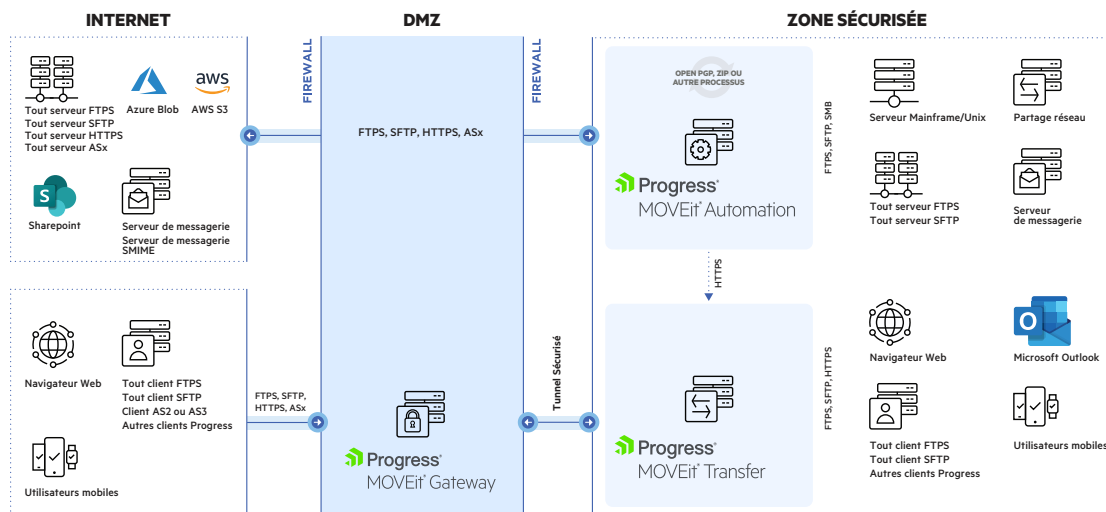 INTERNET
DMZ
ZONE SÉCURISÉE
Tout serveur FTPS
Tout serveur SFTP
Tout serveur HTTPS
Tout serveur ASx
Azure Blob
aws
AWS S3
S
Sharepoint
Serveur de messagerie
Serveur de messagerie
SMIME
FIREWALL
FTPS, SFTP, HTTPS, ASx
FIREWALL
OPEN PGP, ZIP OU
AUTRE PROCESSUS
Progress®
MOVEit® Automation
FTPS, SFTP, SMB
Serveur Mainframe/Unix
Partage réseau
Tout serveur FTPS
Tout serveur SFTP
Serveur
de messagerie
HTTPS
Navigateur Web
Tout client FTPS
Tout client SFTP
Client AS2 ou AS3
Autres clients Progress
Utilisateurs mobiles
FTPS, SFTP,
HTTPS, ASx
Progress®
MOVEit® Gateway
Tunnel Sécurisé
Progress®
MOVEit® Transfer
FTPS, SFTP, HTTPS
Navigateur Web
O
Microsoft Outlook
Tout client FTPS
Tout client SFTP
Autres clients Progress
Utilisateurs mobiles